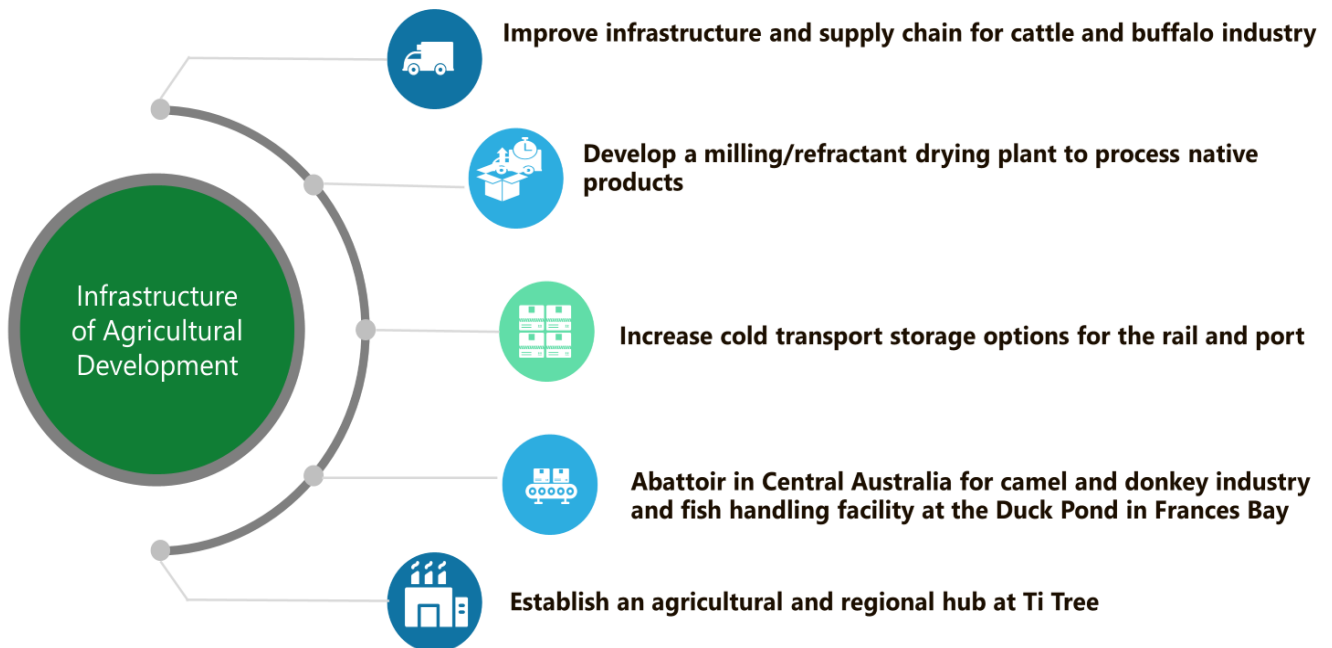 Improve infrastructure and supply chain for cattle and buffalo industry
Develop a milling/refractant drying plant to process native
products
Infrastructure
of Agricultural
Development
Increase cold transport storage options for the rail and port
Abattoir in Central Australia for camel and donkey industry
and fish handling facility at the Duck Pond in Frances Bay
Establish an agricultural and regional hub at Ti Tree